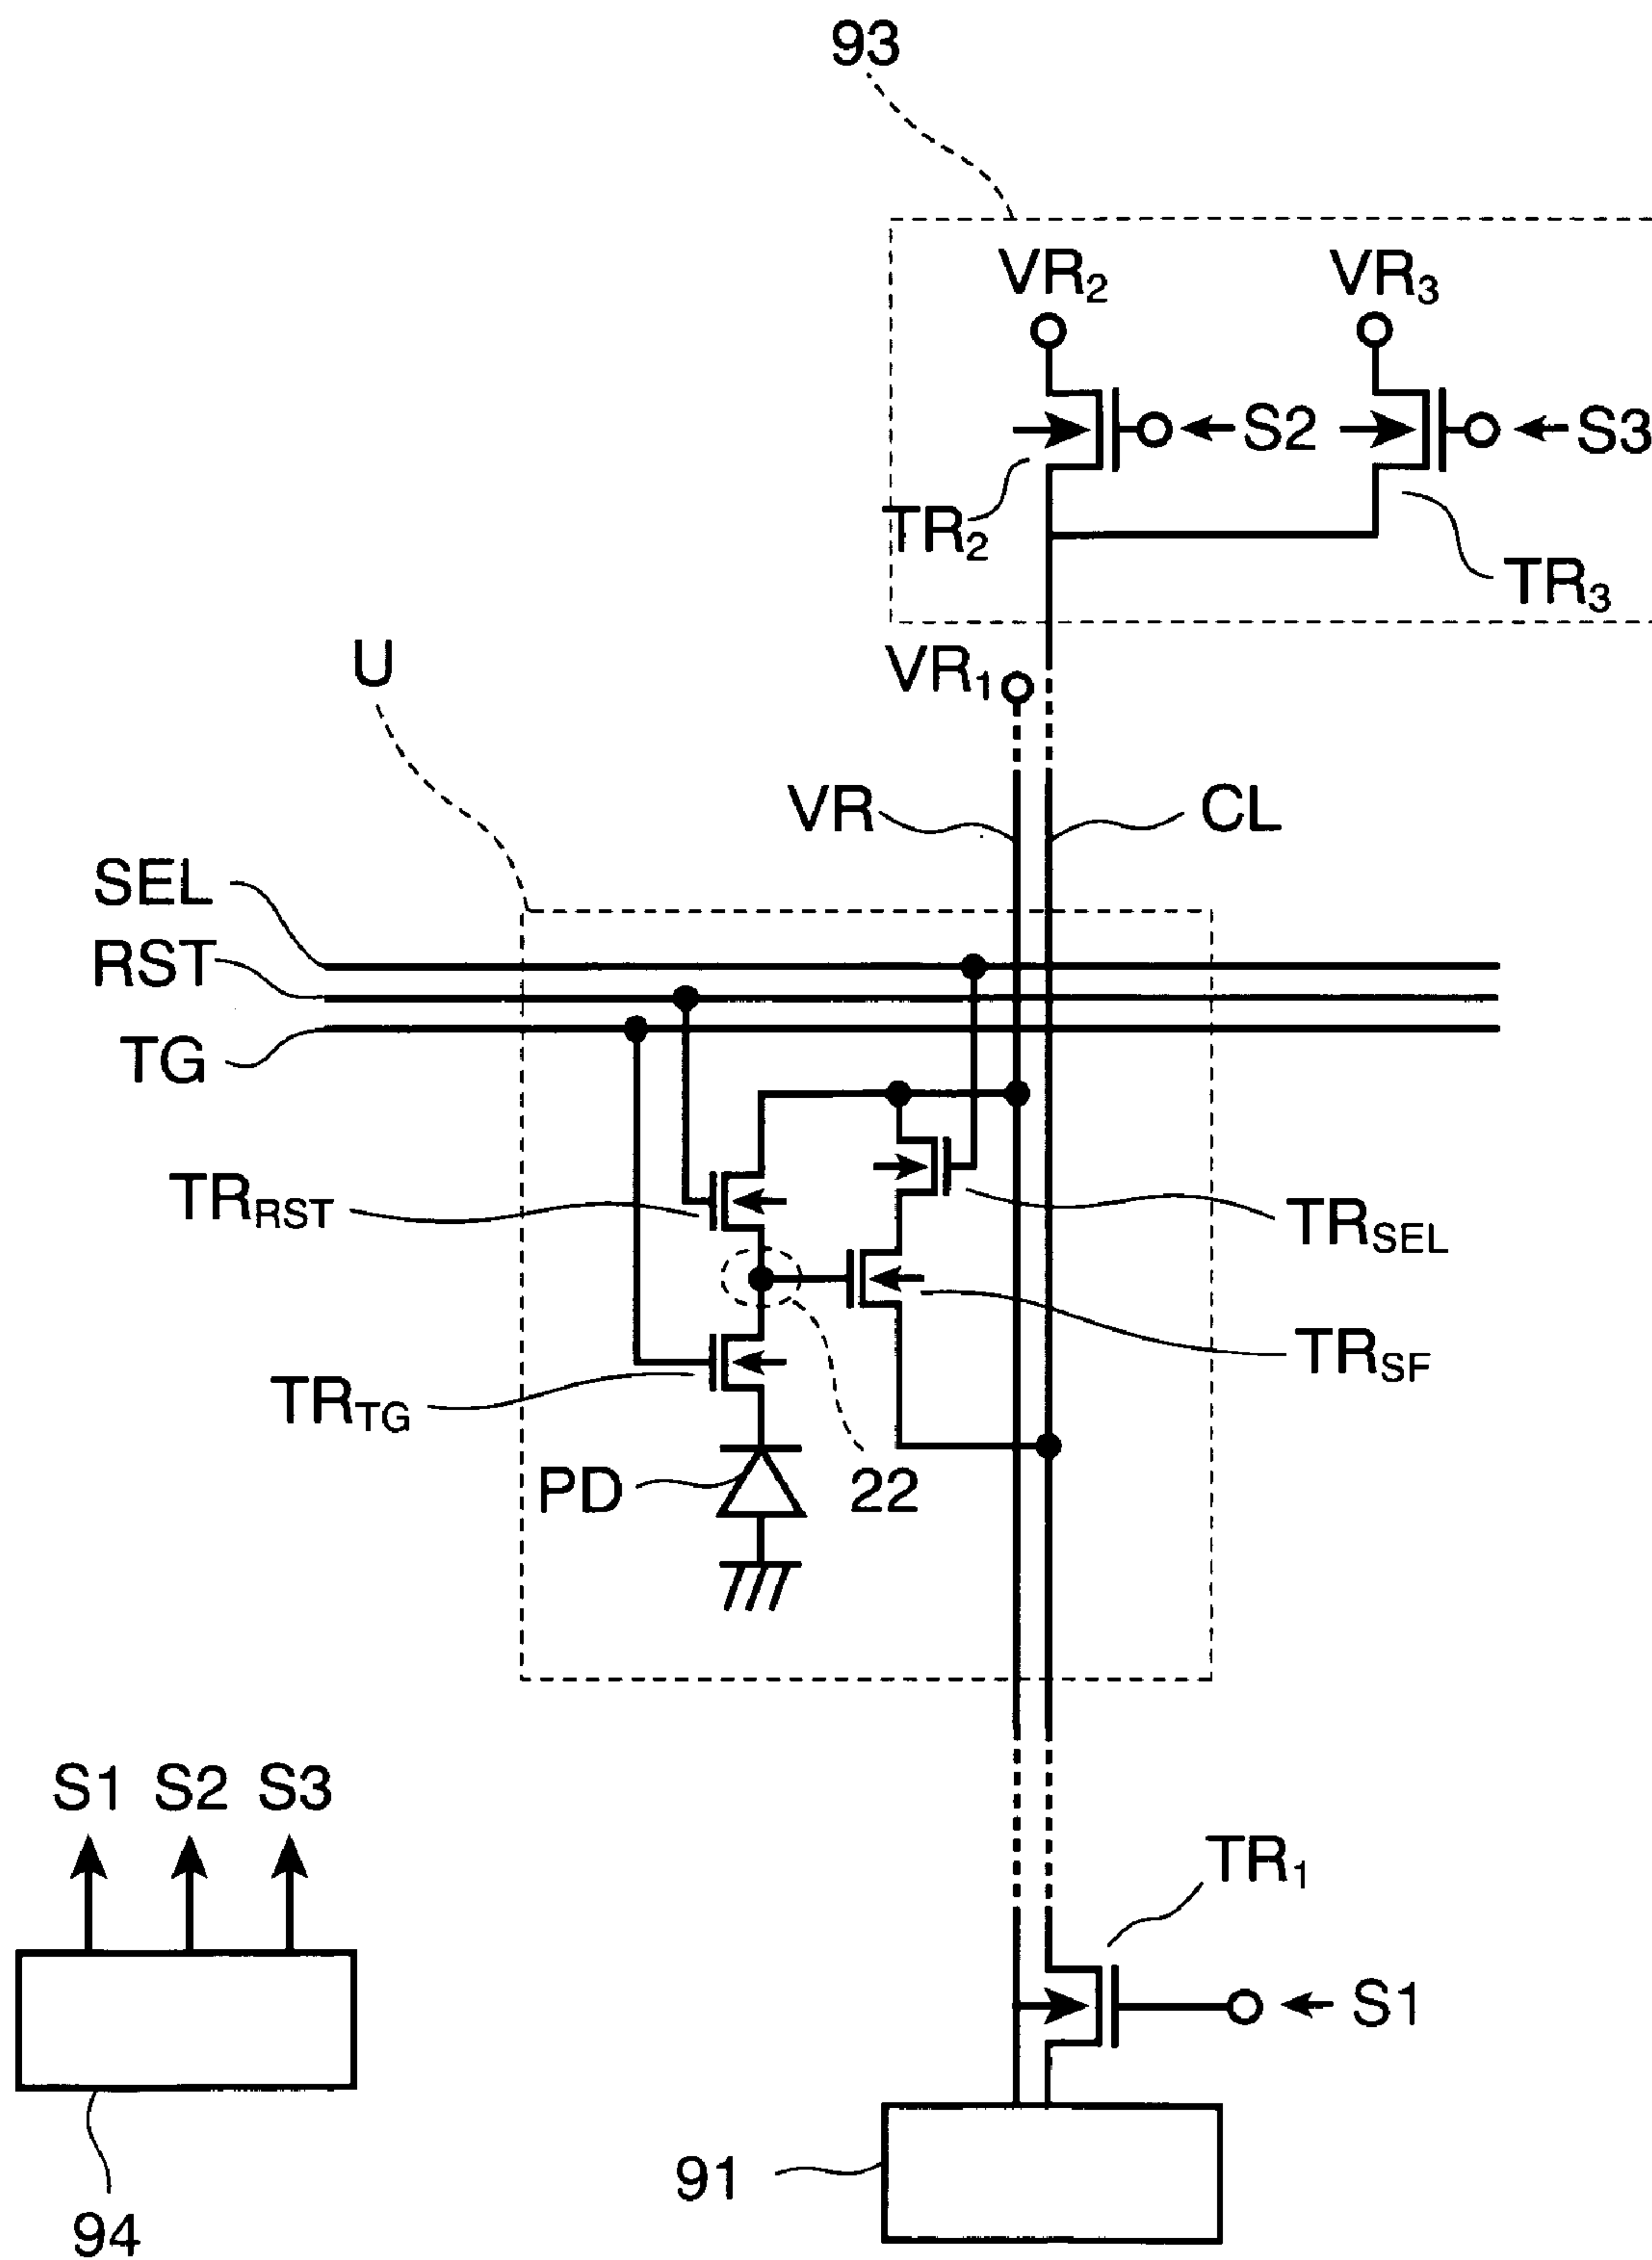 93
VR2 VR3
S2 S3
TR2
TR3
VR1
U
VR CL
SEL
RST
TG
TRRST
TRSEL
TRSF
TRTG
PD
22
S1 S2 S3
TR1
S1
91
94